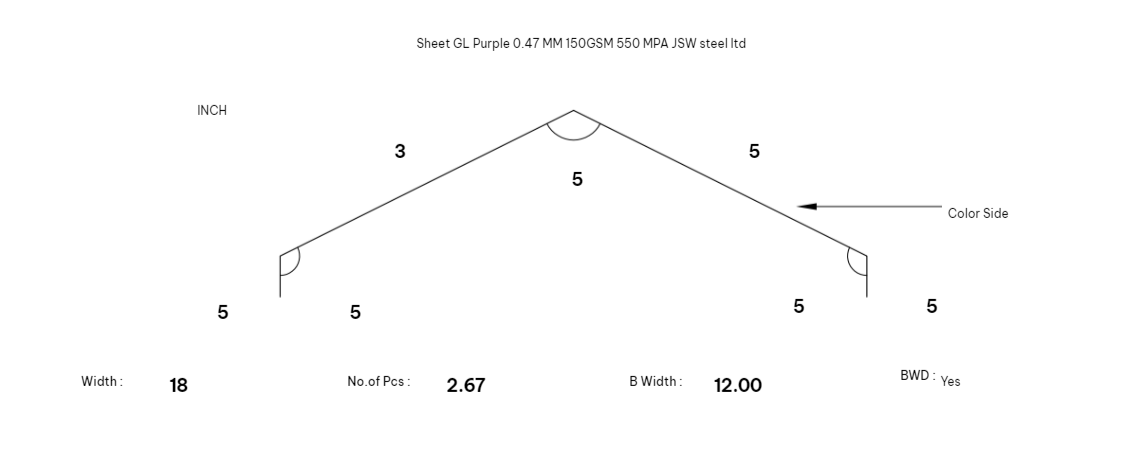 Sheet GL Purple 0.47 MM 150GSM 550 MPA JSW steel ltd
INCH
3
5
5
Color Side
5
5
5
5
Width : 18
No.of Pcs : 2.67
B Width : 12.00
BWD : Yes